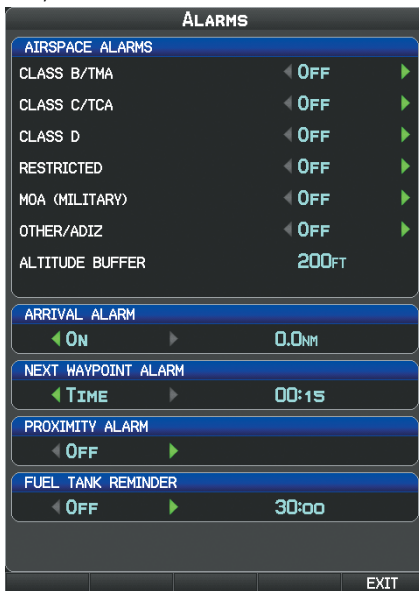 ALARMS
AIRSPACE ALARMS
CLASS B/TMA OFF
CLASS C/TCA OFF
CLASS D OFF
RESTRICTED OFF
MOA (MILITARY) OFF
OTHER/ADIZ OFF
ALTITUDE BUFFER 200FT
ARRIVAL ALARM
ON 0.0NM
NEXT WAYPOINT ALARM
TIME 00:15
PROXIMITY ALARM
OFF
FUEL TANK REMINDER
OFF 30:00
EXIT